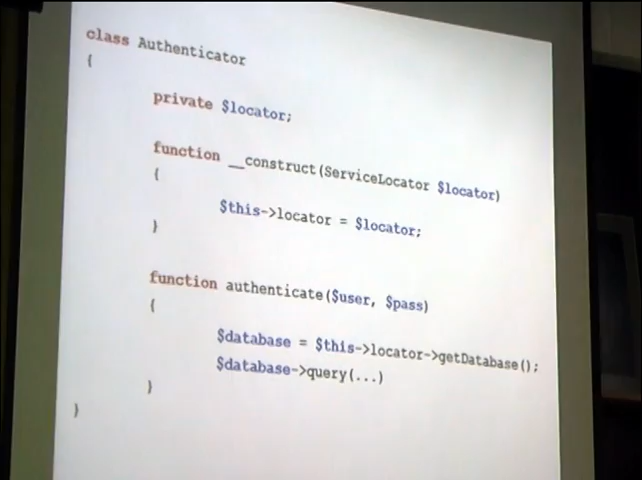 class Authenticator
{
private $locator;
function __construct(ServiceLocator $locator)
{
$this->locator = $locator;
}
function authenticate($user, $pass)
{
$database = $this->locator->getDatabase();
$database->query(...)
}
}